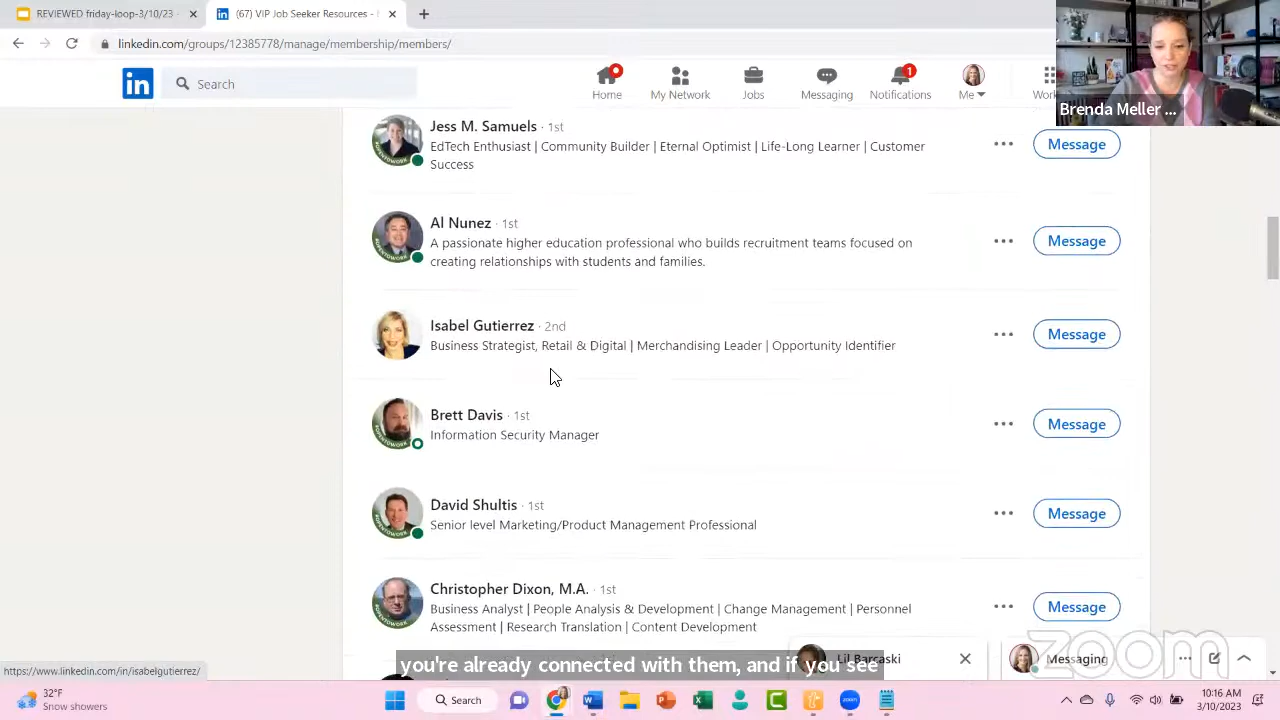 REVIEWED friday-loop-3/10/23
(67) VIP Job Seeker Resources -
linkedin.com/groups/12385778/manage/membership/members/
in
Search
Home
My Network
Jobs
Messaging
1
Notifications
Me
Brenda Meller ...
Jess M. Samuels · 1st
EdTech Enthusiast | Community Builder | Eternal Optimist | Life-Long Learner | Customer
Success
Message
Al Nunez · 1st
A passionate higher education professional who builds recruitment teams focused on
creating relationships with students and families.
Message
Isabel Gutierrez · 2nd
Business Strategist, Retail & Digital | Merchandising Leader | Opportunity Identifier
Message
Brett Davis · 1st
Information Security Manager
Message
David Shultis · 1st
Senior level Marketing/Product Management Professional
Message
Christopher Dixon, M.A. · 1st
Business Analyst | People Analysis & Development | Change Management | Personnel
Assessment | Research Translation | Content Development
Message
zoom
Lil Barcaski
Messaging
you're already connected with them, and if you see
https://www.linkedin.com/in/isabelgutierrez/
32°F
Snow showers
Search
10:16 AM
3/10/2023